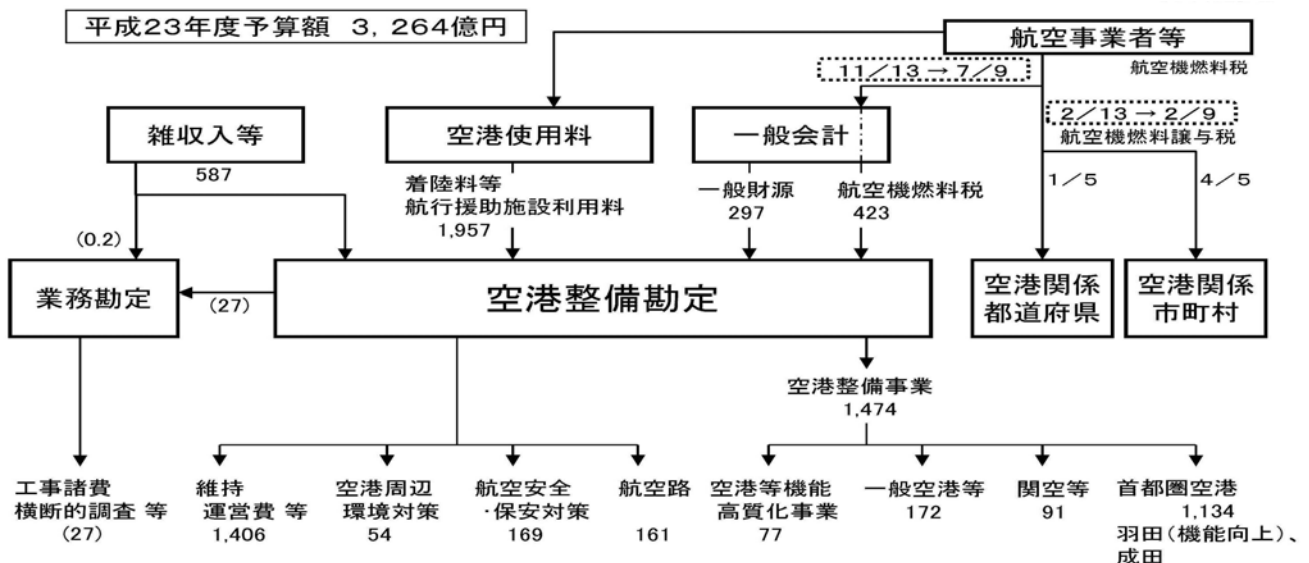 平成23年度予算額 3,264億円
航空事業者等
航空機燃料税
11/13→7/9
2/13→2/9
航空機燃料譲与税
雑収入等
587
空港使用料
着陸料等
航行援助施設利用料
1,957
一般会計
一般財源
297
航空機燃料税
423
1/5
4/5
(0.2)
業務勘定
(27)
空港整備勘定
空港関係
都道府県
空港関係
市町村
空港整備事業
1,474
工事諸費
横断的調査 等
(27)
維持
運営費 等
1,406
空港周辺
環境対策
54
航空安全
・保安対策
169
航空路
161
空港等機能
高質化事業
77
一般空港等
172
関空等
91
首都圏空港
1,134
羽田(機能向上)、
成田